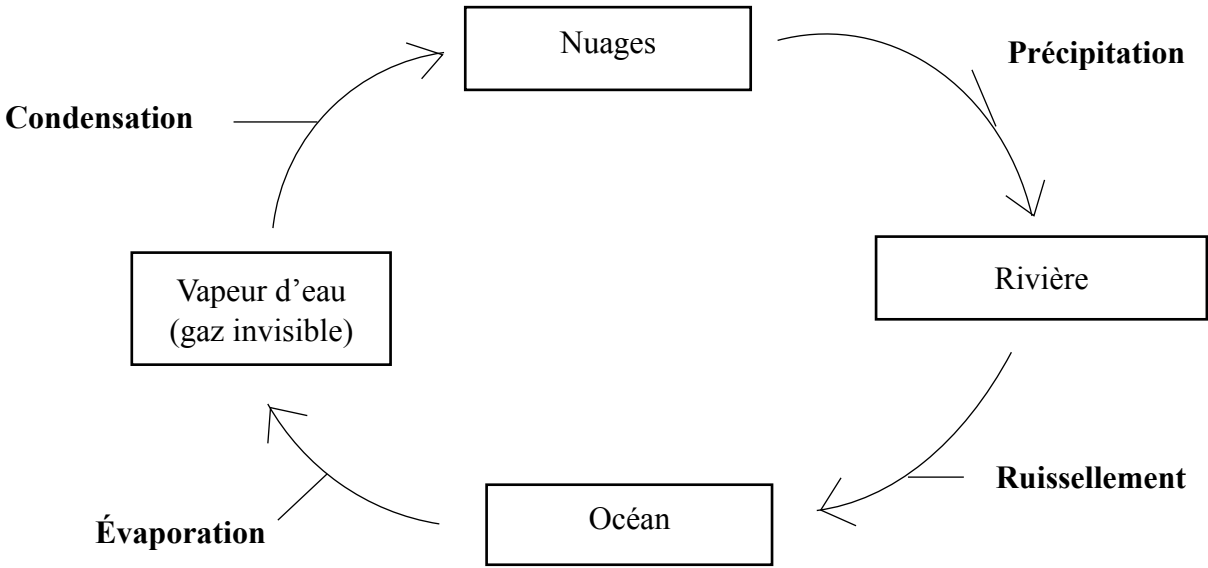 Nuages
Précipitation
Condensation
Vapeur d’eau
(gaz invisible)
Rivière
Ruissellement
Océan
Évaporation